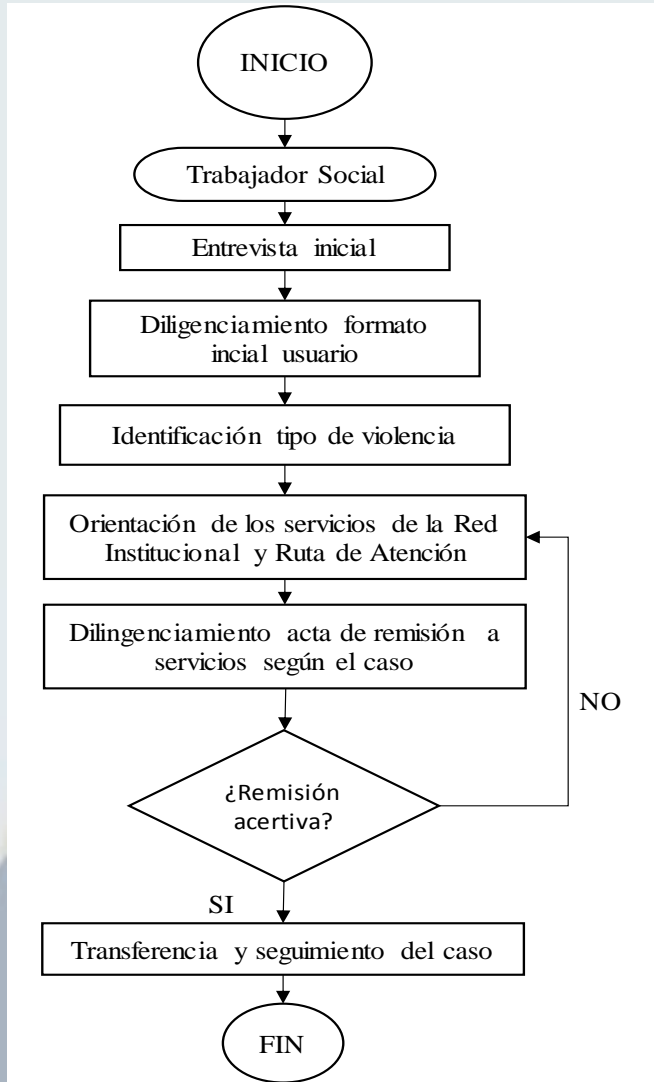 INICIO
Trabajador Social
Entrevista inicial
Diligenciamiento formato
incial usuario
Identificación tipo de violencia
Orientación de los servicios de la Red
Institucional y Ruta de Atención
Dilingenciamiento acta de remisión a
servicios según el caso
NO
¿Remisión
acertiva?
SI
Transferencia y seguimiento del caso
FIN